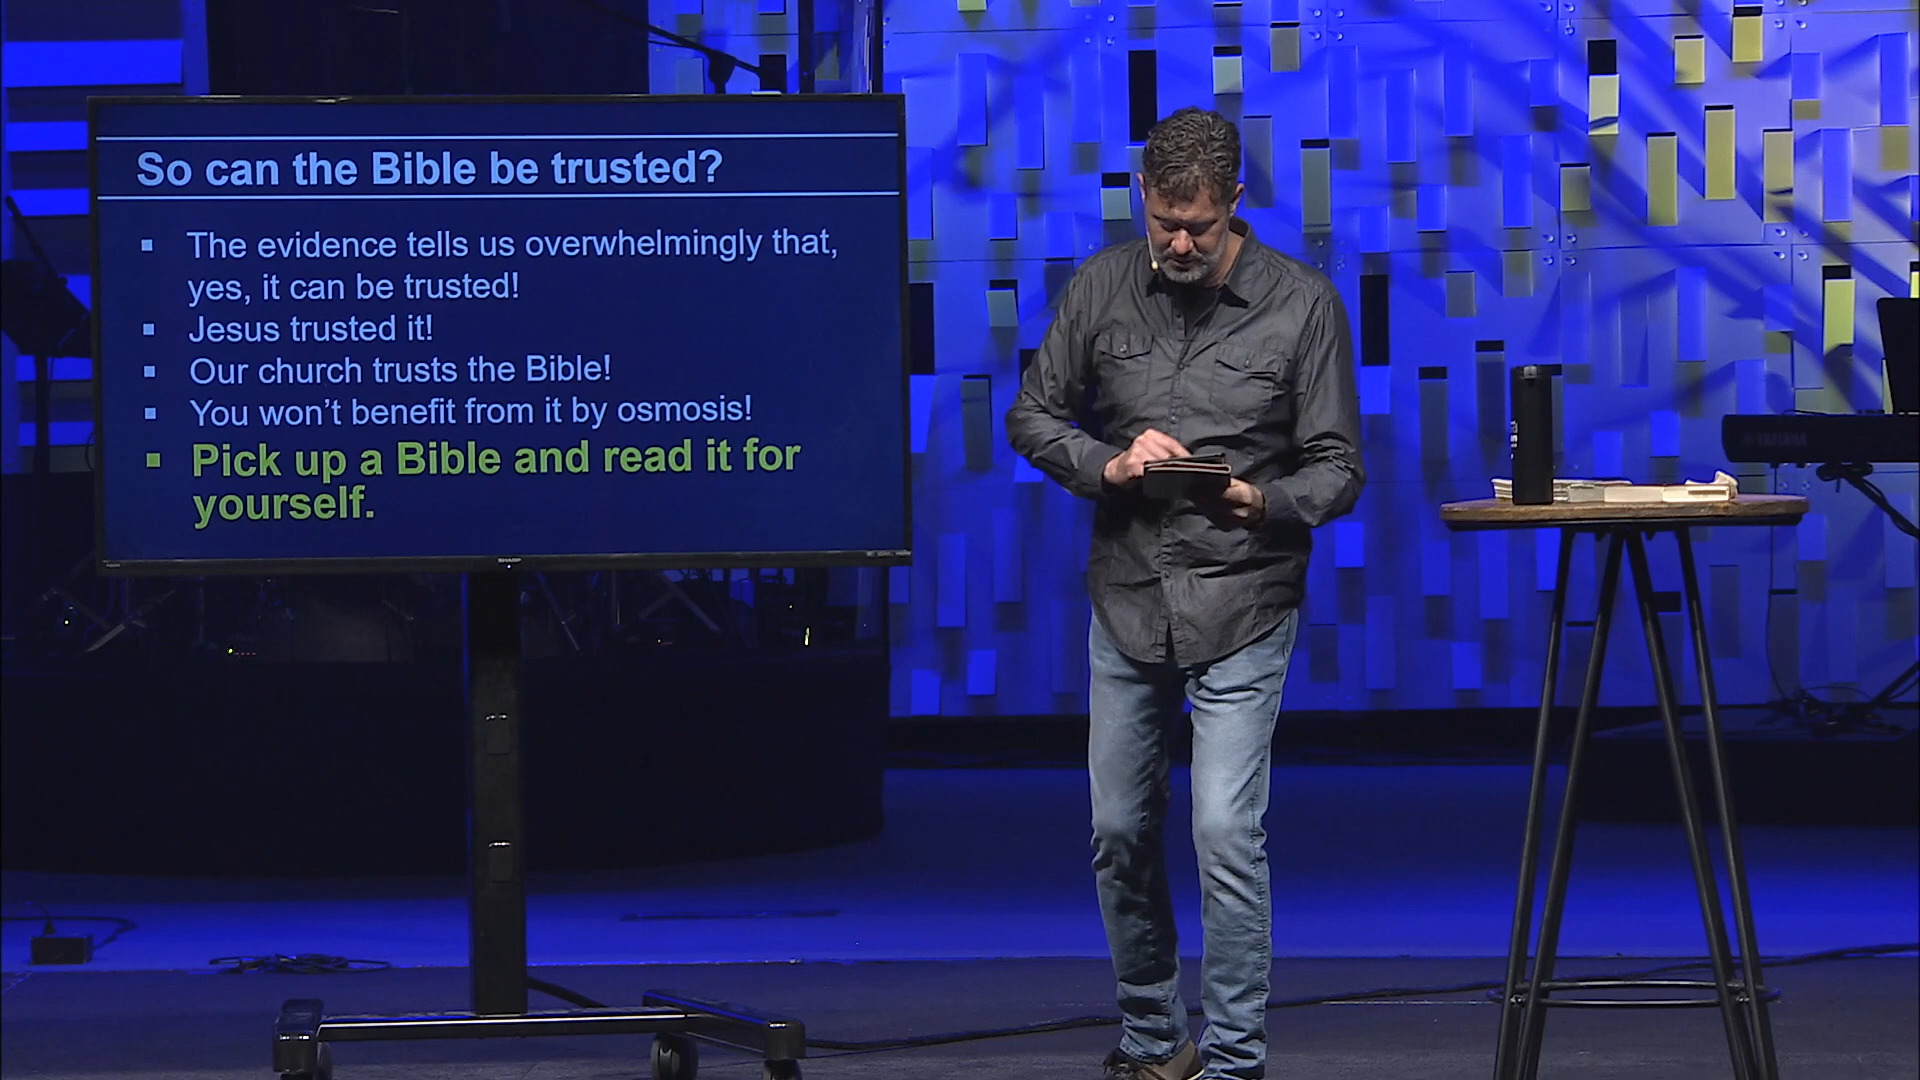 So can the Bible be trusted?
▪ The evidence tells us overwhelmingly that,
yes, it can be trusted!
▪ Jesus trusted it!
▪ Our church trusts the Bible!
▪ You won't benefit from it by osmosis!
▪ Pick up a Bible and read it for
yourself.
SHARP
YAMAHA